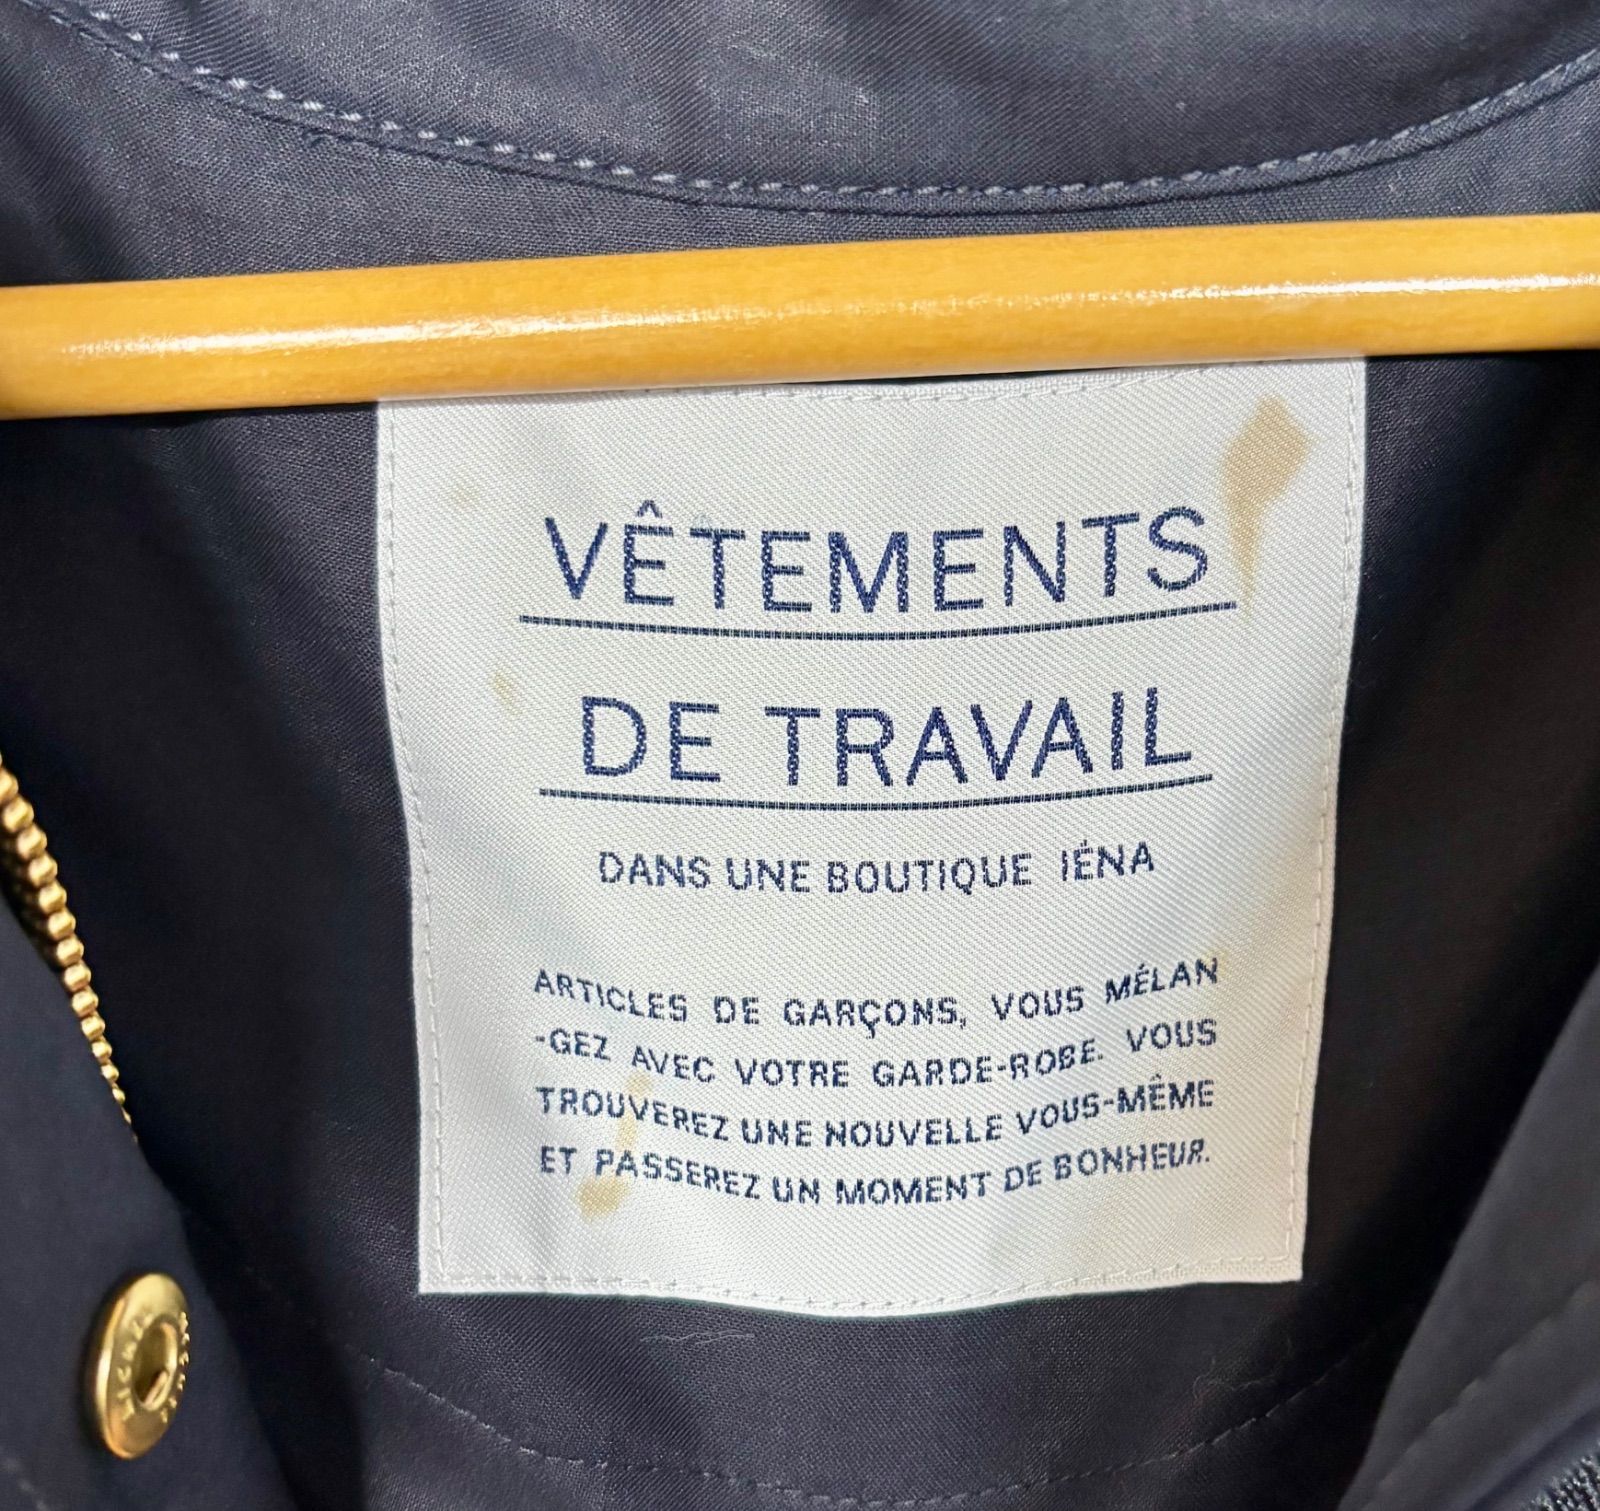 VÊTEMENTS
DE TRAVAIL
DANS UNE BOUTIQUE IÉNA
ARTICLES DE GARÇONS, VOUS MÉLAN
-GEZ AVEC VOTRE GARDE-ROBE. VOUS
TROUVEREZ UNE NOUVELLE VOUS-MÊME
ET PASSEREZ UN MOMENT DE BONHEUR.